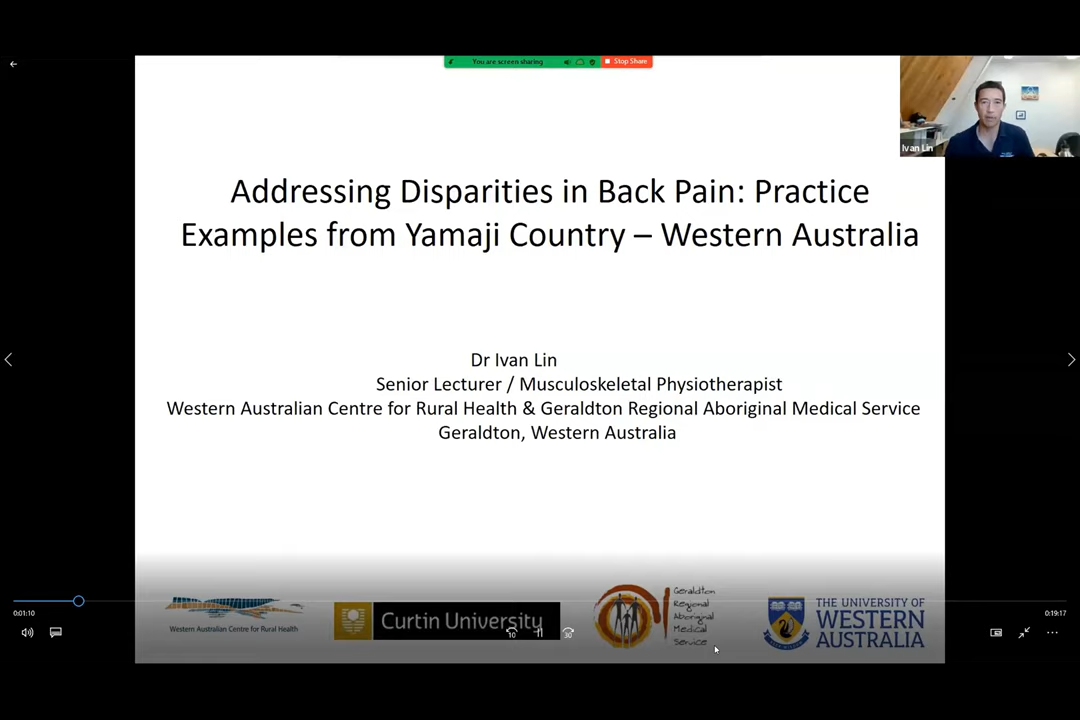 You are screen sharing
Stop Share
Ivan Lin
Addressing Disparities in Back Pain: Practice
Examples from Yamaji Country – Western Australia
Dr Ivan Lin
Senior Lecturer / Musculoskeletal Physiotherapist
Western Australian Centre for Rural Health & Geraldton Regional Aboriginal Medical Service
Geraldton, Western Australia
0:01:10
0:19:17
Western Australian Centre for Rural Health
Curtin University
Geraldton
Regional
Aboriginal
Medical
Service
THE UNIVERSITY OF
WESTERN
AUSTRALIA
10
30